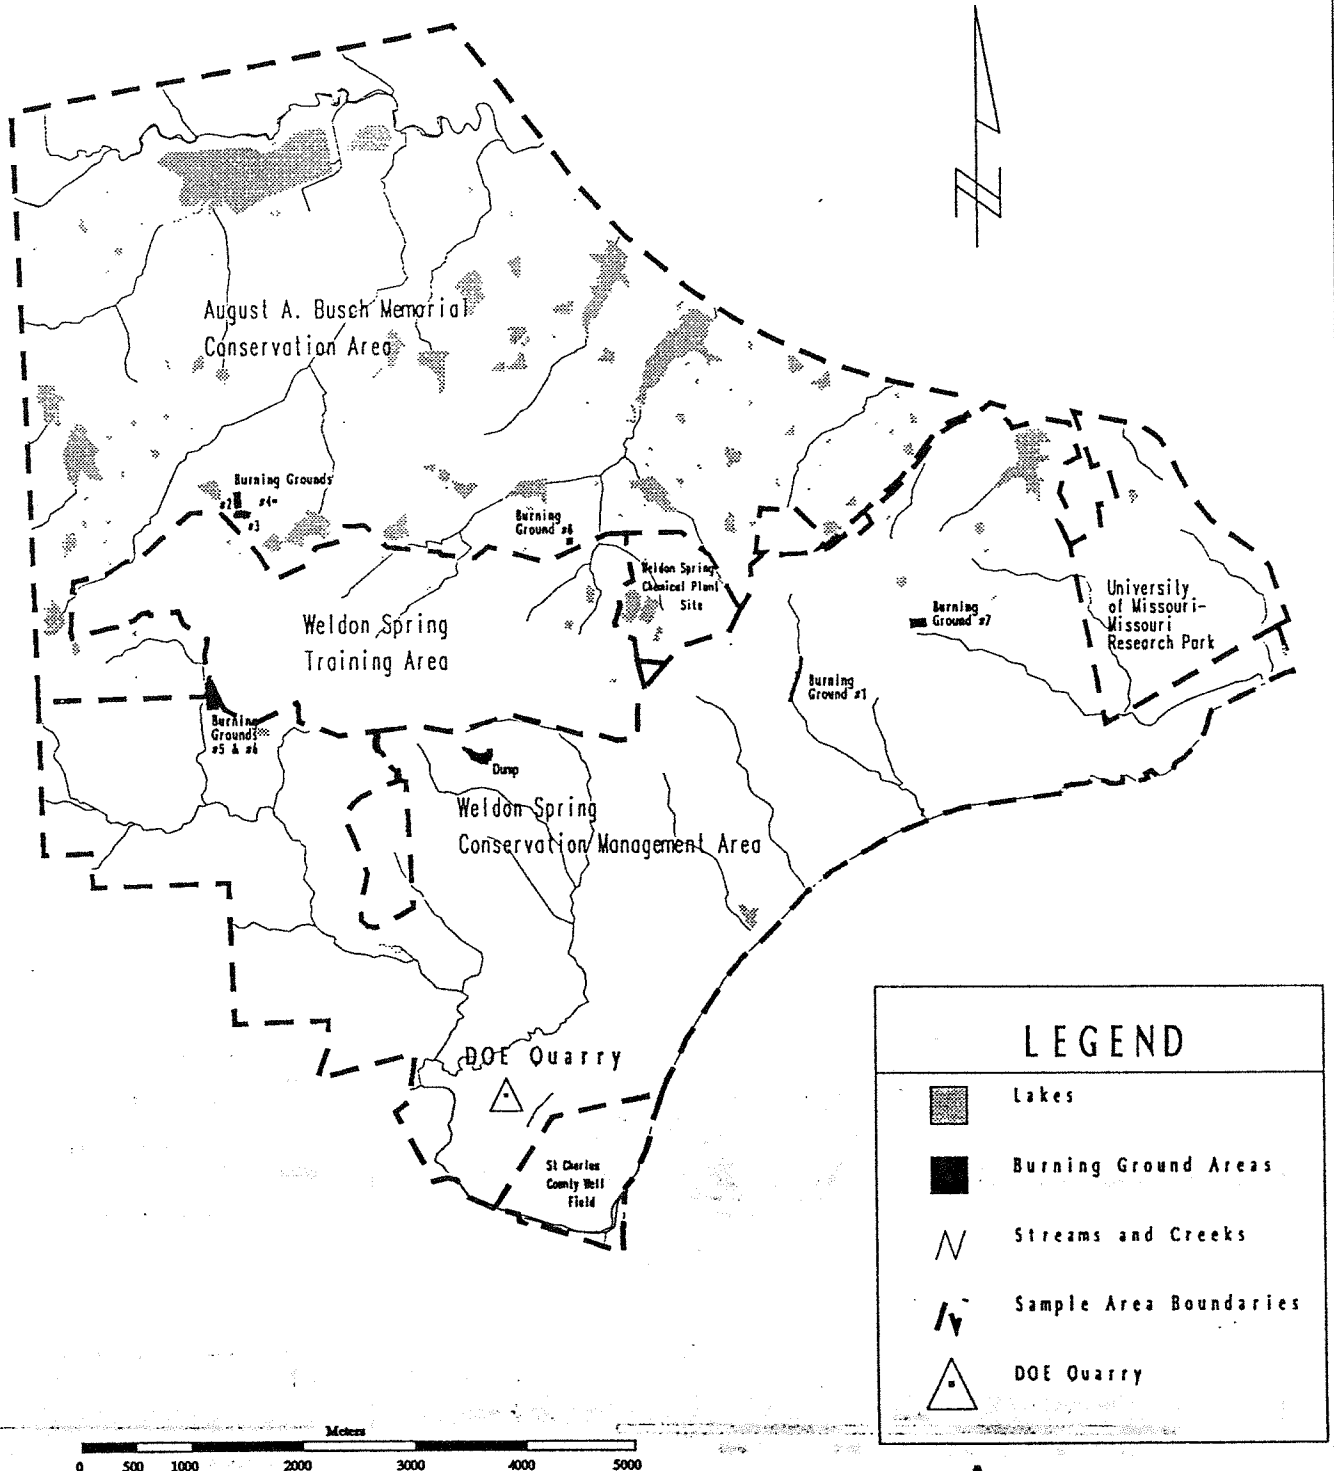 N
August A. Busch Memorial
Conservation Area
Burning Grounds
#2
#4
#3
Burning
Ground #8
Weldon Spring
Chemical Plant
Site
Weldon Spring
Training Area
Burning
Ground #7
University
of Missouri-
Missouri
Research Park
Burning
Ground #1
Burning
Grounds
#5 & #6
Dump
Weldon Spring
Conservation Management Area
DOE Quarry
St Charles
County Well
Field
LEGEND
Lakes
Burning Ground Areas
Streams and Creeks
Sample Area Boundaries
DOE Quarry
Meters
0 500 1000 2000 3000 4000 5000